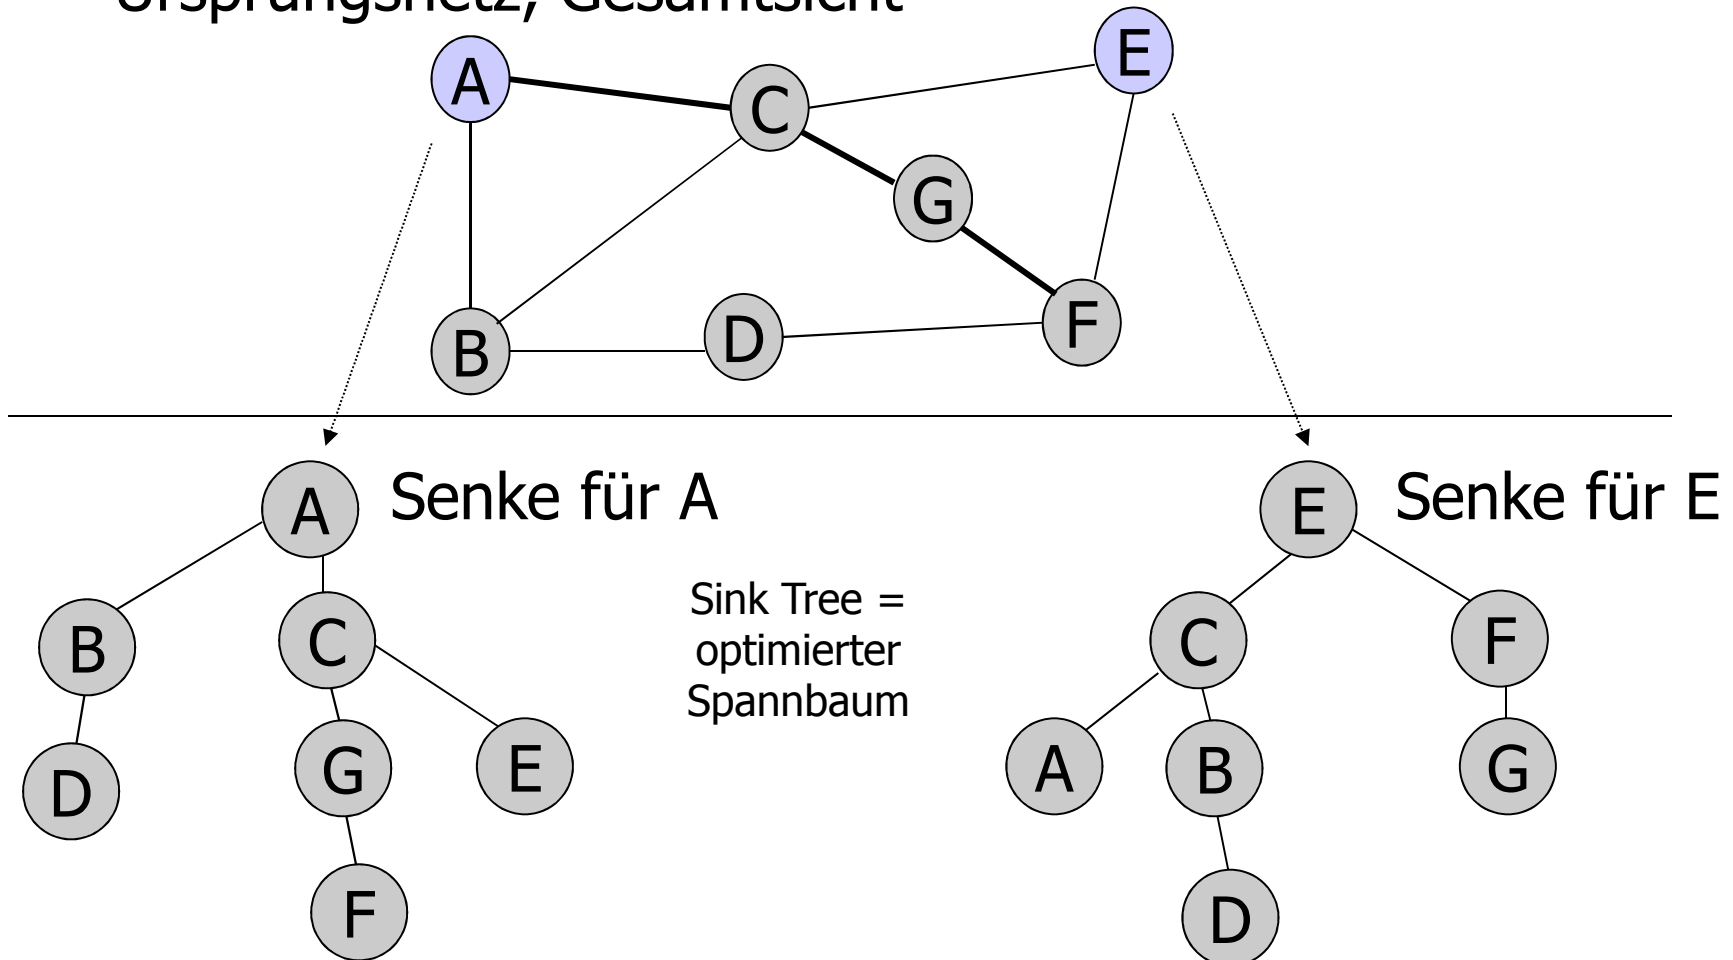 Ursprungsnetz, Gesamtsicht
A
C
E
G
B
D
F
A
Senke für A
E
Senke für E
B
C
Sink Tree =
optimierter
Spannbaum
C
F
D
G
E
A
B
G
F
D